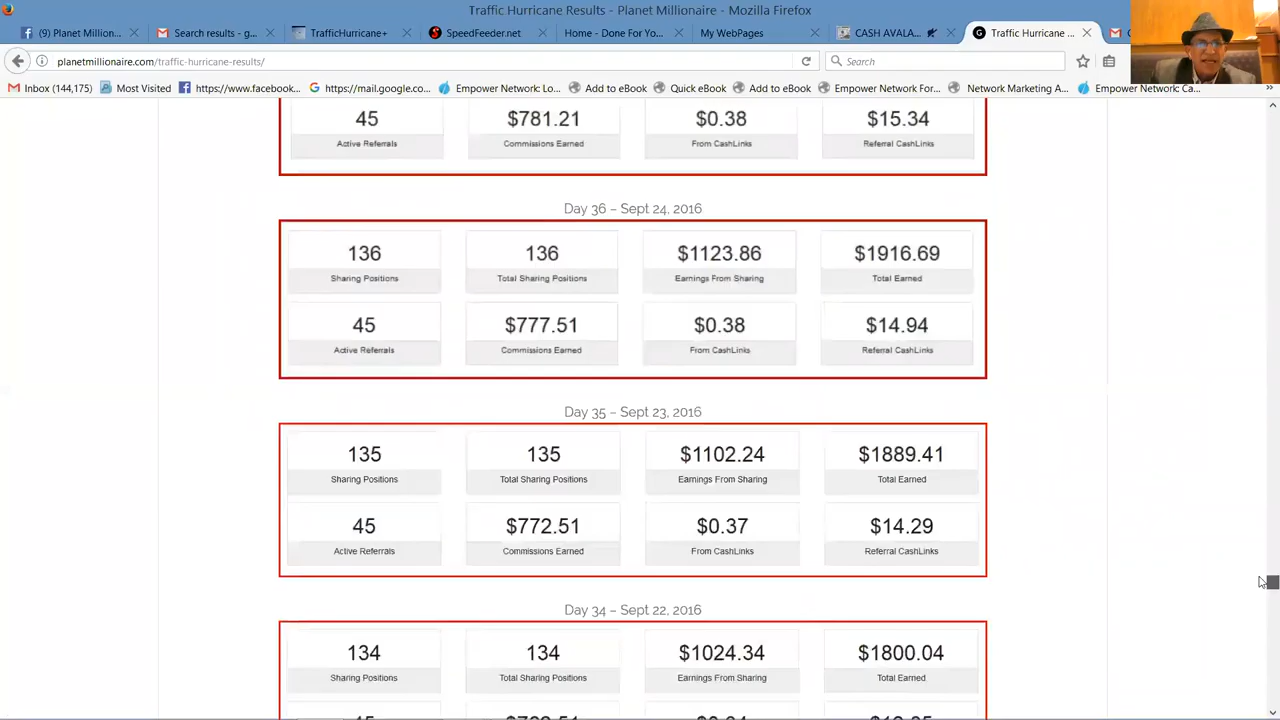 Traffic Hurricane Results - Planet Millionaire - Mozilla Firefox
(9) Planet Million... Search results - g... TrafficHurricane+ SpeedFeeder.net Home - Done For You... My WebPages CASH AVALA... Traffic Hurricane ...
planetmillionaire.com/traffic-hurricane-results/ Search
Inbox (144,175) Most Visited https://www.facebook... https://mail.google.co... Empower Network: Lo... Add to eBook Quick eBook Add to eBook Empower Network For... Network Marketing A... Empower Network: Ca...
45 $781.21 $0.38 $15.34
Active Referrals Commissions Earned From CashLinks Referral CashLinks
Day 36 – Sept 24, 2016
136 136 $1123.86 $1916.69
Sharing Positions Total Sharing Positions Earnings From Sharing Total Earned
45 $777.51 $0.38 $14.94
Active Referrals Commissions Earned From CashLinks Referral CashLinks
Day 35 – Sept 23, 2016
135 135 $1102.24 $1889.41
Sharing Positions Total Sharing Positions Earnings From Sharing Total Earned
45 $772.51 $0.37 $14.29
Active Referrals Commissions Earned From CashLinks Referral CashLinks
Day 34 – Sept 22, 2016
134 134 $1024.34 $1800.04
Sharing Positions Total Sharing Positions Earnings From Sharing Total Earned